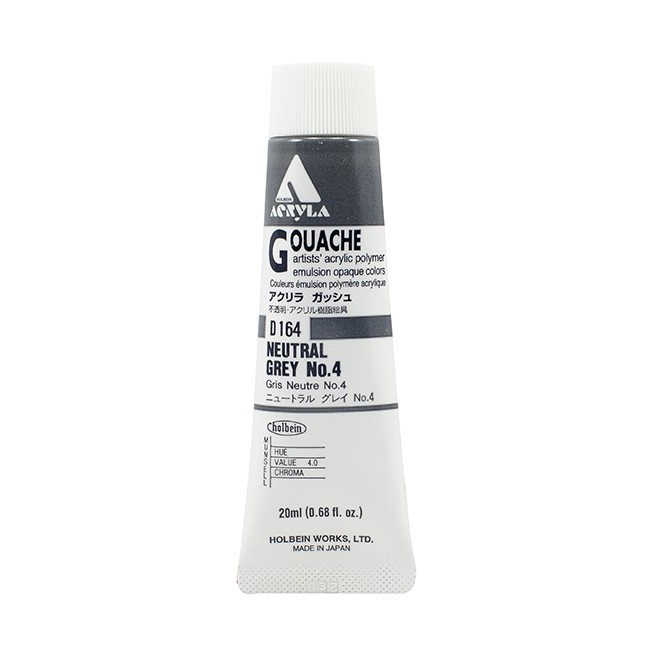 HOLBEIN
ACRYLA
GOUACHE
artists' acrylic polymer
emulsion opaque colors
Couleurs émulsion polymère acrylique
アクリラ ガッシュ
不透明・アクリル樹脂絵具
D164
NEUTRAL
GREY No.4
Gris Neutre No.4
ニュートラル グレイ No.4
holbein
MUNSELL
HUE
VALUE 4.0
CHROMA
20ml (0.68 fl. oz.)
HOLBEIN WORKS, LTD.
MADE IN JAPAN